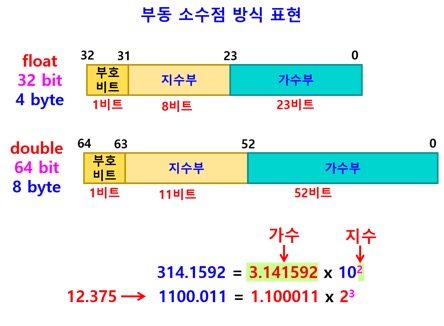 부동 소수점 방식 표현
32 31 23 0
float
32 bit
4 byte
부호
비트
지수부
가수부
1비트 8비트 23비트
64 63 52 0
double
64 bit
8 byte
부호
비트
지수부
가수부
1비트 11비트 52비트
가수 지수
314.1592 = 3.141592 x 10²
12.375 → 1100.011 = 1.100011 x 2³